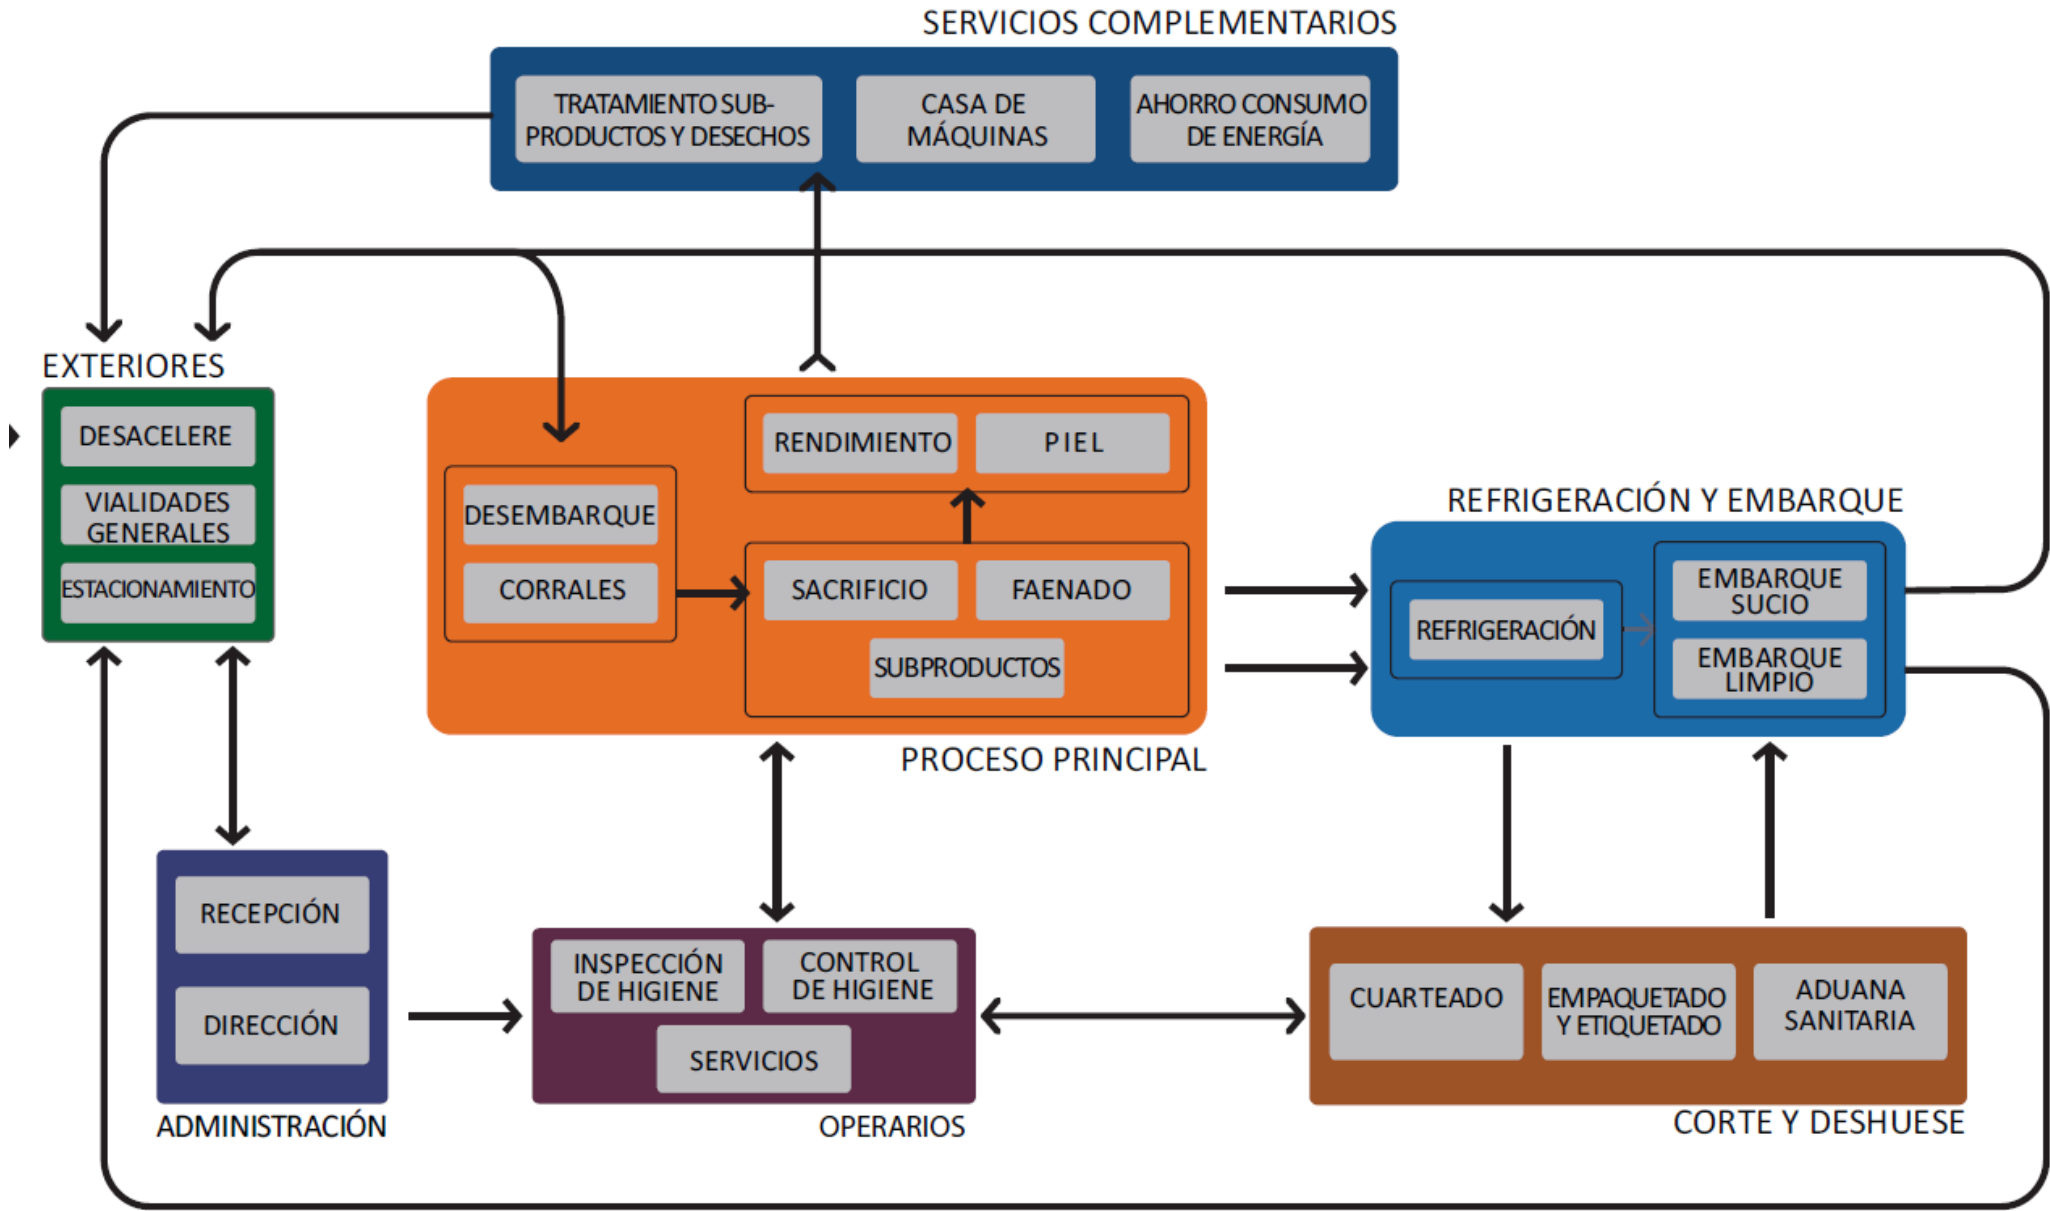 SERVICIOS COMPLEMENTARIOS
TRATAMIENTO SUB-
PRODUCTOS Y DESECHOS
CASA DE
MÁQUINAS
AHORRO CONSUMO
DE ENERGÍA
EXTERIORES
DESACELERE
VIALIDADES
GENERALES
ESTACIONAMIENTO
RENDIMIENTO
PIEL
DESEMBARQUE
CORRALES
SACRIFICIO
FAENADO
SUBPRODUCTOS
PROCESO PRINCIPAL
REFRIGERACIÓN Y EMBARQUE
REFRIGERACIÓN
EMBARQUE
SUCIO
EMBARQUE
LIMPIO
RECEPCIÓN
DIRECCIÓN
ADMINISTRACIÓN
INSPECCIÓN
DE HIGIENE
CONTROL
DE HIGIENE
SERVICIOS
OPERARIOS
CUARTEADO
EMPAQUETADO
Y ETIQUETADO
ADUANA
SANITARIA
CORTE Y DESHUESE